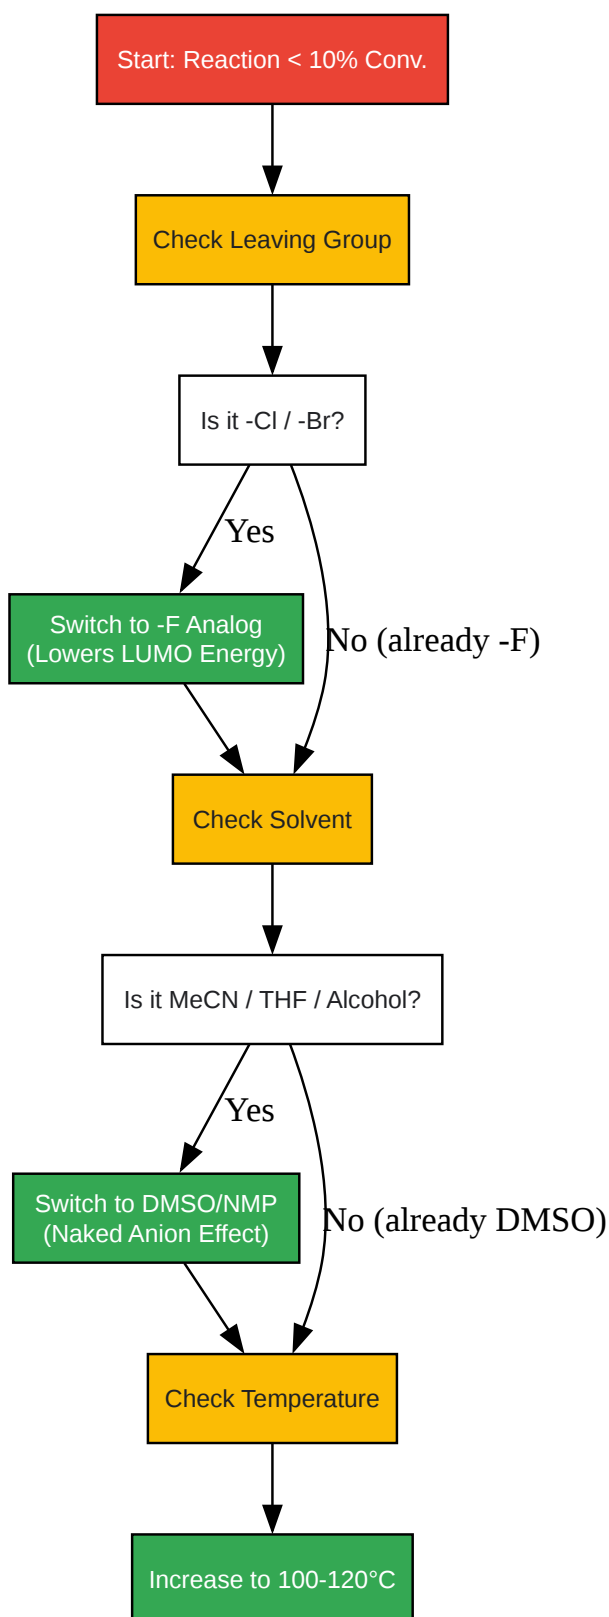 Start: Reaction < 10% Conv.
Check Leaving Group
Is it -Cl / -Br?
Yes
Switch to -F Analog
(Lowers LUMO Energy)
No (already -F)
Check Solvent
Is it MeCN / THF / Alcohol?
Yes
Switch to DMSO/NMP
(Naked Anion Effect)
No (already DMSO)
Check Temperature
Increase to 100-120°C